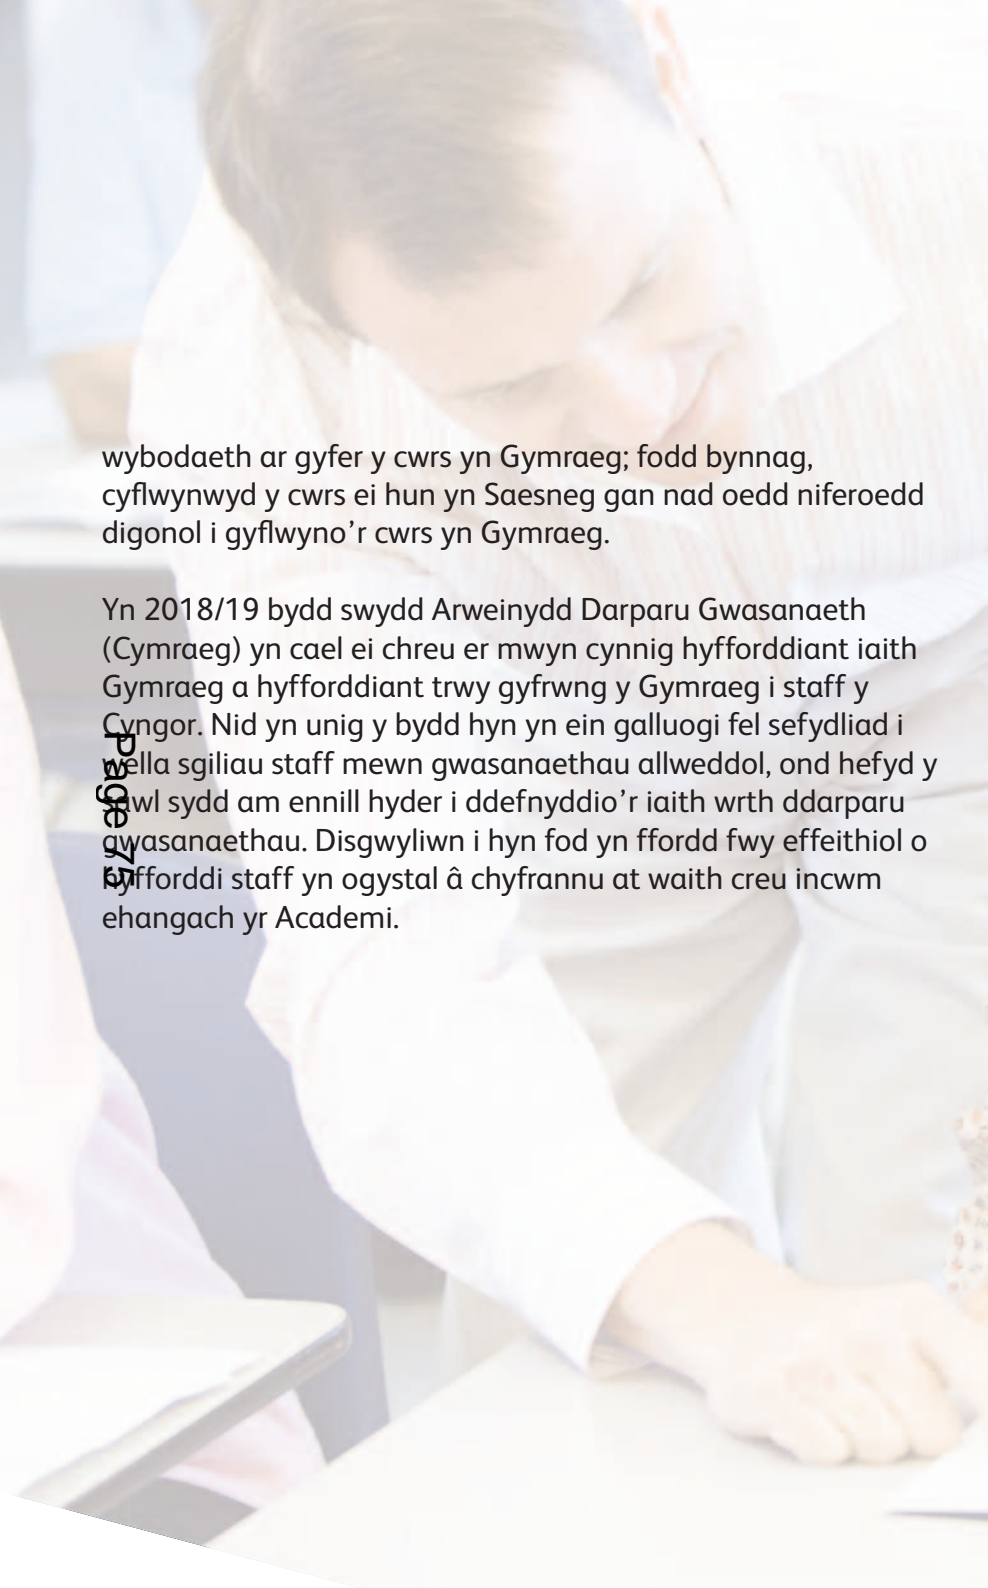 wybodaeth ar gyfer y cwrs yn Gymraeg; fodd bynnag,
cyflwynwyd y cwrs ei hun yn Saesneg gan nad oedd niferoedd
digonol i gyflwyno’r cwrs yn Gymraeg.

Yn 2018/19 bydd swydd Arweinydd Darparu Gwasanaeth
(Cymraeg) yn cael ei chreu er mwyn cynnig hyfforddiant iaith
Gymraeg a hyfforddiant trwy gyfrwng y Gymraeg i staff y
Cyngor. Nid yn unig y bydd hyn yn ein galluogi fel sefydliad i
wella sgiliau staff mewn gwasanaethau allweddol, ond hefyd y
sawl sydd am ennill hyder i ddefnyddio’r iaith wrth ddarparu
gwasanaethau. Disgwyliwn i hyn fod yn ffordd fwy effeithiol o
hyfforddi staff yn ogystal â chyfrannu at waith creu incwm
ehangach yr Academi.
Page 75